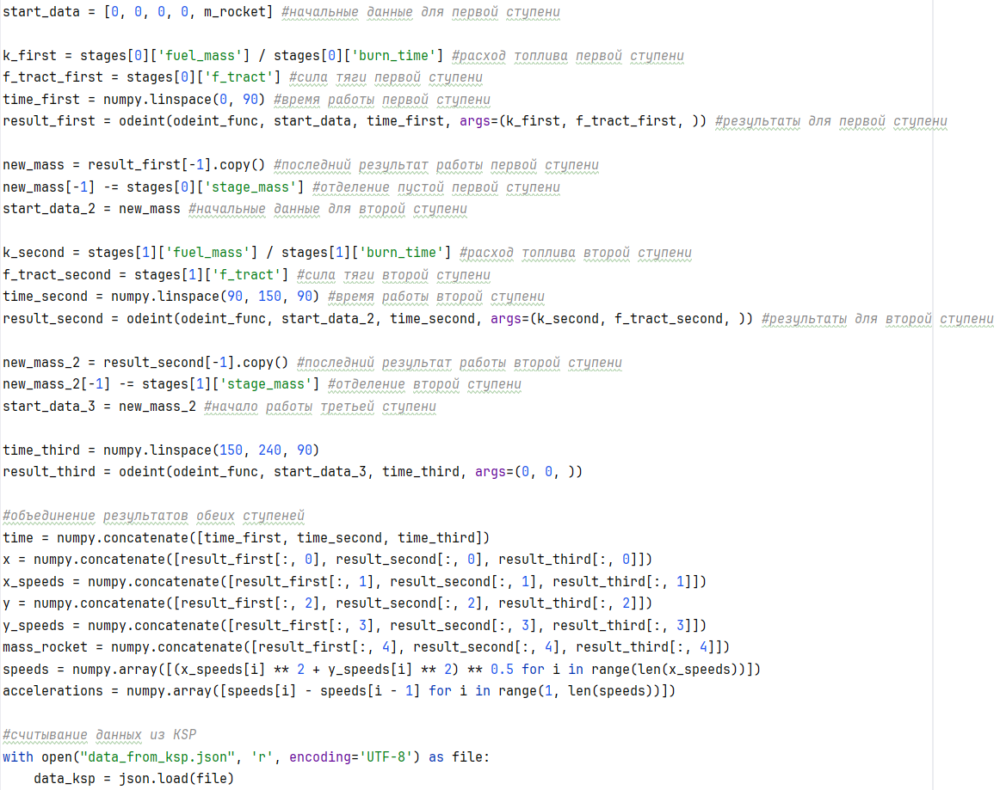 start_data = [0, 0, 0, 0, m_rocket] #начальные данные для первой ступени
k_first = stages[0]['fuel_mass'] / stages[0]['burn_time'] #расход топлива первой ступени
f_tract_first = stages[0]['f_tract'] #сила тяги первой ступени
time_first = numpy.linspace(0, 90) #время работы первой ступени
result_first = odeint(odeint_func, start_data, time_first, args=(k_first, f_tract_first, )) #результаты для первой ступени
new_mass = result_first[-1].copy() #последний результат работы первой ступени
new_mass[-1] -= stages[0]['stage_mass'] #отделение пустой первой ступени
start_data_2 = new_mass #начальные данные для второй ступени
k_second = stages[1]['fuel_mass'] / stages[1]['burn_time'] #расход топлива второй ступени
f_tract_second = stages[1]['f_tract'] #сила тяги второй ступени
time_second = numpy.linspace(90, 150, 90) #время работы второй ступени
result_second = odeint(odeint_func, start_data_2, time_second, args=(k_second, f_tract_second, )) #результаты для второй ступени
new_mass_2 = result_second[-1].copy() #последний результат работы второй ступени
new_mass_2[-1] -= stages[1]['stage_mass'] #отделение второй ступени
start_data_3 = new_mass_2 #начало работы третьей ступени
time_third = numpy.linspace(150, 240, 90)
result_third = odeint(odeint_func, start_data_3, time_third, args=(0, 0, ))
#объединение результатов обеих ступеней
time = numpy.concatenate([time_first, time_second, time_third])
x = numpy.concatenate([result_first[:, 0], result_second[:, 0], result_third[:, 0]])
x_speeds = numpy.concatenate([result_first[:, 1], result_second[:, 1], result_third[:, 1]])
y = numpy.concatenate([result_first[:, 2], result_second[:, 2], result_third[:, 2]])
y_speeds = numpy.concatenate([result_first[:, 3], result_second[:, 3], result_third[:, 3]])
mass_rocket = numpy.concatenate([result_first[:, 4], result_second[:, 4], result_third[:, 4]])
speeds = numpy.array([(x_speeds[i] ** 2 + y_speeds[i] ** 2) ** 0.5 for i in range(len(x_speeds))])
accelerations = numpy.array([speeds[i] - speeds[i - 1] for i in range(1, len(speeds))])
#считывание данных из KSP
with open("data_from_ksp.json", 'r', encoding='UTF-8') as file:
    data_ksp = json.load(file)